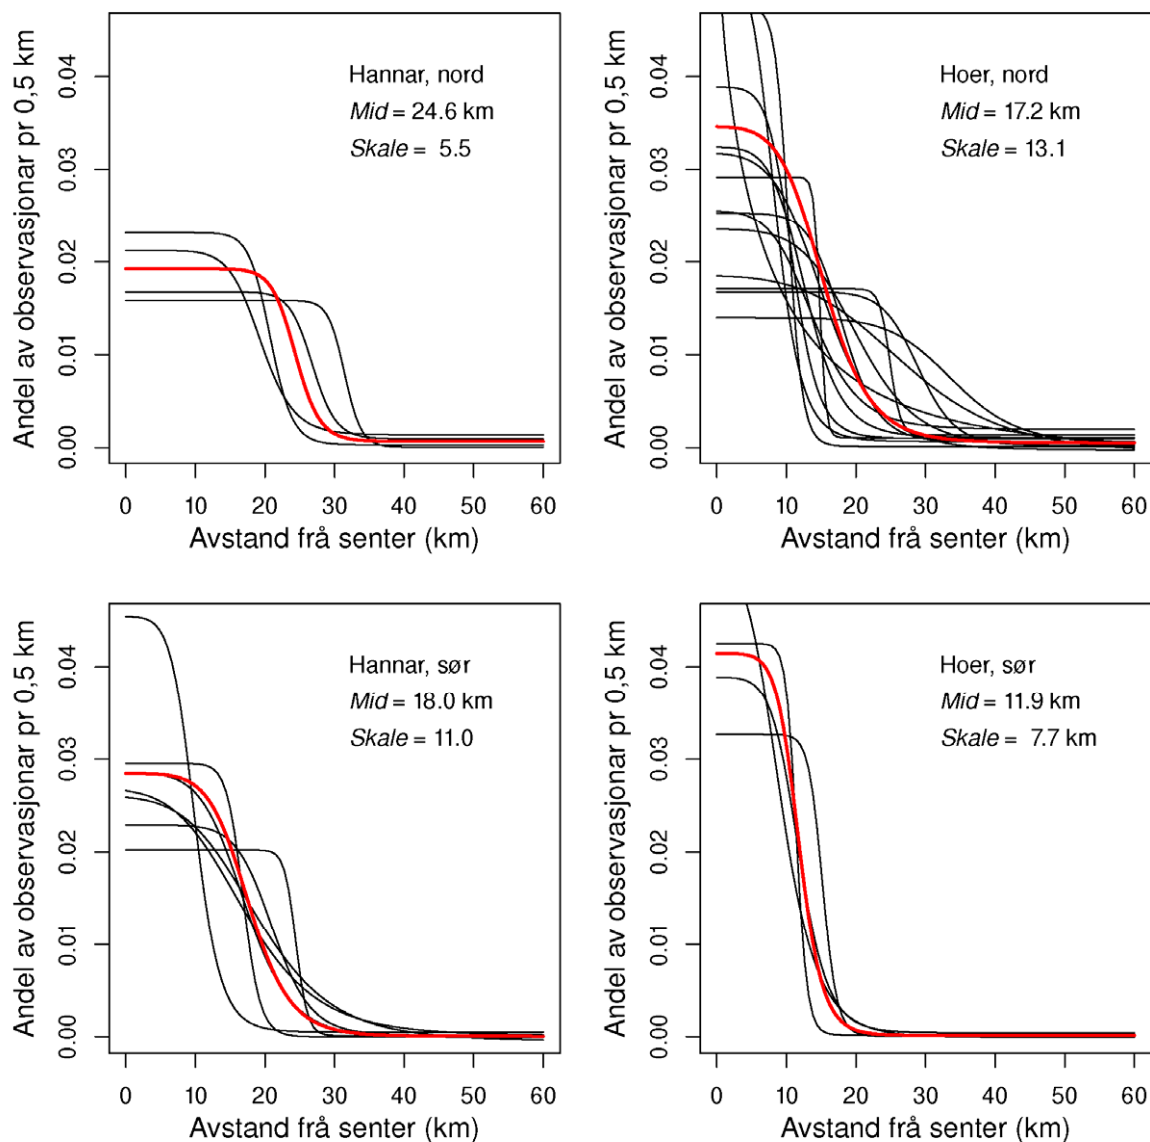 Hannar, nord
Mid = 24.6 km
Skale = 5.5
Andel av observasjonar pr 0,5 km
0.00 0.01 0.02 0.03 0.04
0 10 20 30 40 50 60
Avstand frå senter (km)
Hoer, nord
Mid = 17.2 km
Skale = 13.1
Andel av observasjonar pr 0,5 km
0.00 0.01 0.02 0.03 0.04
0 10 20 30 40 50 60
Avstand frå senter (km)
Hannar, sør
Mid = 18.0 km
Skale = 11.0
Andel av observasjonar pr 0,5 km
0.00 0.01 0.02 0.03 0.04
0 10 20 30 40 50 60
Avstand frå senter (km)
Hoer, sør
Mid = 11.9 km
Skale = 7.7 km
Andel av observasjonar pr 0,5 km
0.00 0.01 0.02 0.03 0.04
0 10 20 30 40 50 60
Avstand frå senter (km)